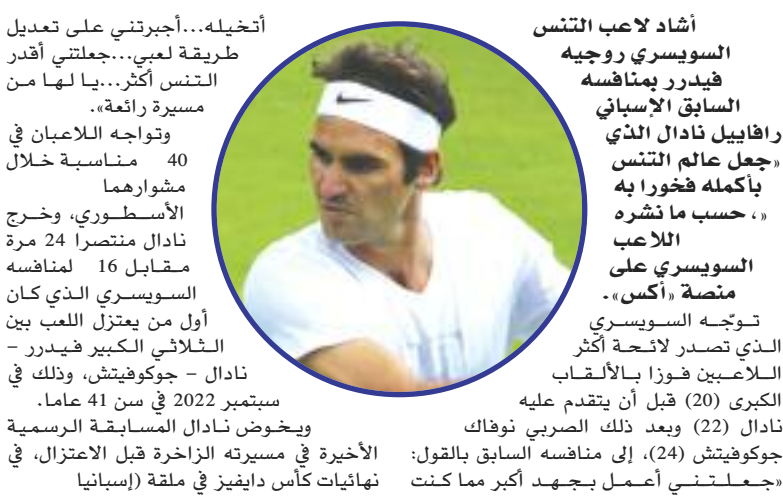 أشاد لاعب التنس
السويسري روجيه
فيدرر بمنافسه
السابق الإسباني
رافاييل نادال الذي
«جعل عالم التنس
بأكمله فخورا به
«، حسب ما نشره
اللاعب
السويسري على
منصة «أكس».
توجّه السويسري
الذي تصدر لائحة أكثر
اللاعبين فوزا بالألقاب
الكبرى (20) قبل أن يتقدم عليه
نادال (22) وبعد ذلك الصربي نوفاك
جوكوفيتش (24)، إلى منافسه السابق بالقول:
«جعلتني أعمل بجهد أكبر مما كنت
أتخيله...أجبرتني على تعديل
طريقة لعبي...جعلتني أقدر
التنس أكثر...يا لها من
مسيرة رائعة».
وتواجه اللاعبان في
40 مناسبة خلال
مشوارهما
الأسطوري، وخرج
نادال منتصرا 24 مرة
مقابل 16 لمنافسه
السويسري الذي كان
أول من يعتزل اللعب بين
الثلاثي الكبير فيدرر –
نادال – جوكوفيتش، وذلك في
سبتمبر 2022 في سن 41 عاما.
ويخوض نادال المسابقة الرسمية
الأخيرة في مسيرته الزاخرة قبل الاعتزال، في
نهائيات كأس دايفيز في ملقة (إسبانيا